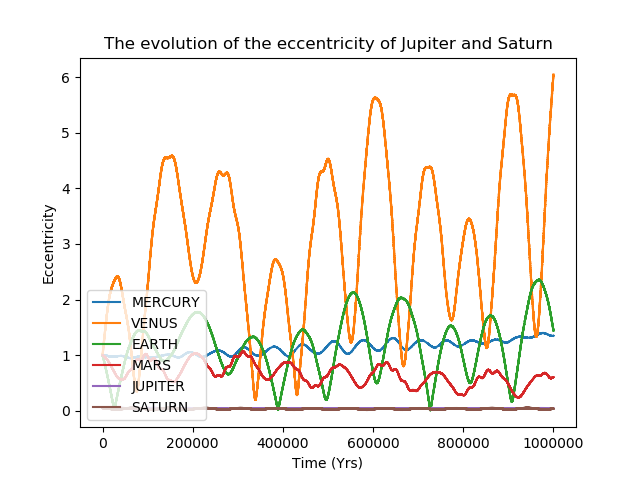 The evolution of the eccentricity of Jupiter and Saturn
6
5
4
3
2
1
0
Eccentricity
MERCURY
VENUS
EARTH
MARS
JUPITER
SATURN
0 200000 400000 600000 800000 1000000
Time (Yrs)